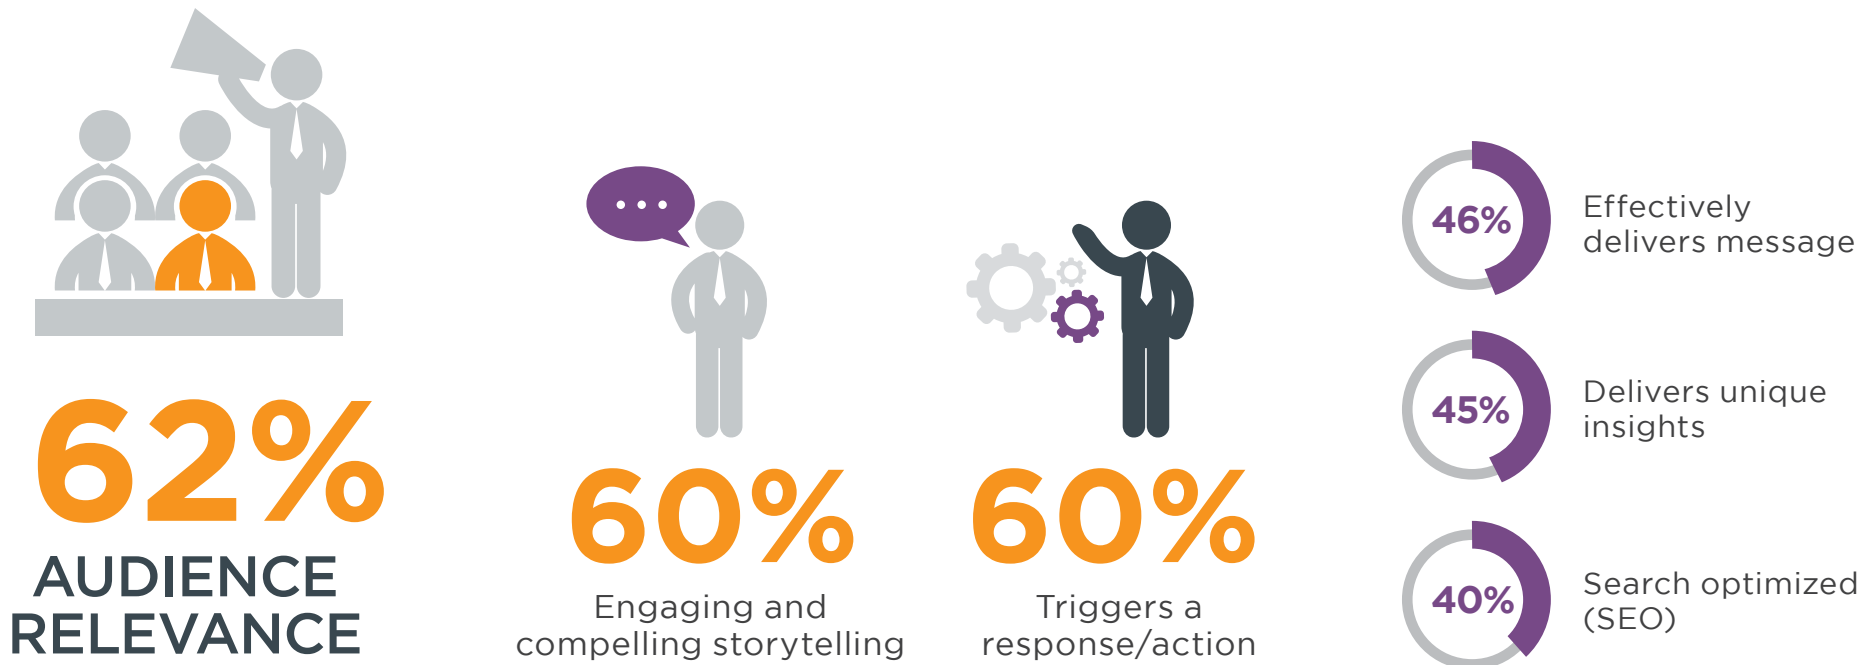 62%
AUDIENCE
RELEVANCE
60%
Engaging and
compelling storytelling
60%
Triggers a
response/action
46%
Effectively
delivers message
45%
Delivers unique
insights
40%
Search optimized
(SEO)